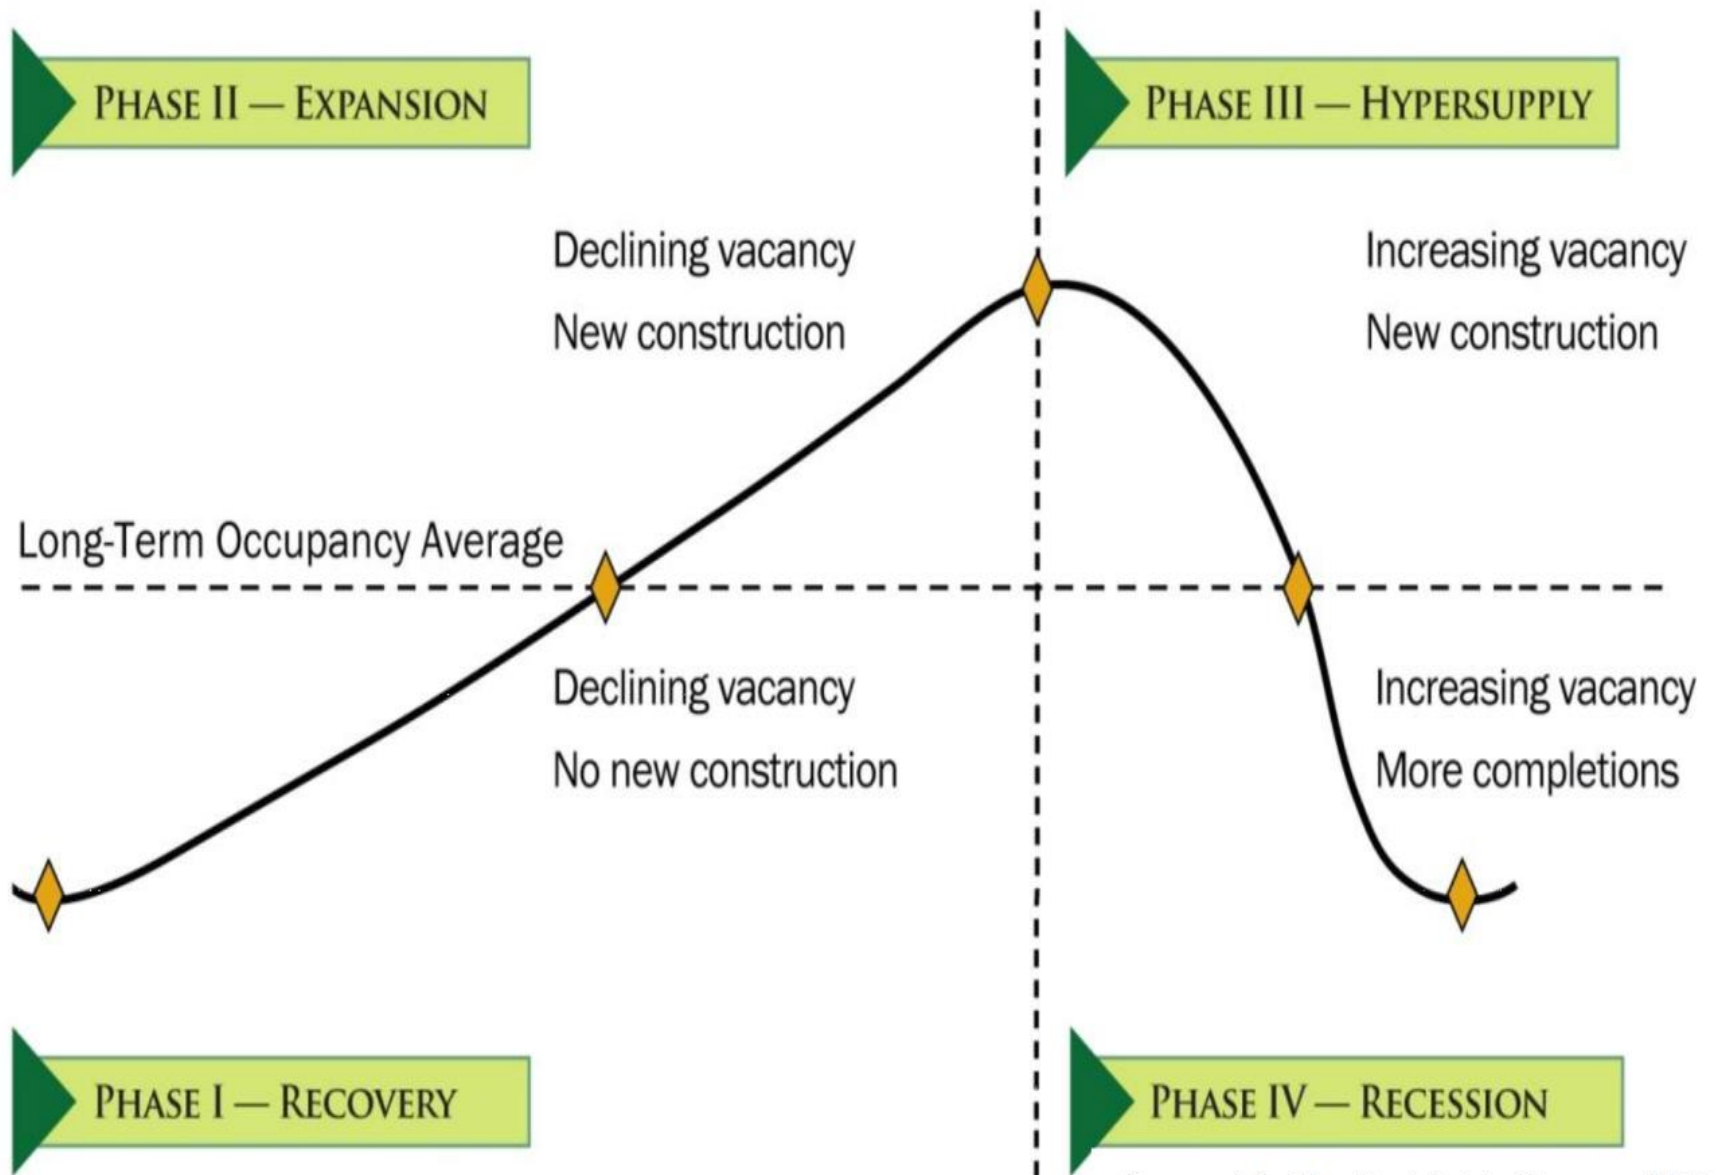 PHASE II — EXPANSION
PHASE III — HYPERSUPPLY
Declining vacancy
New construction
Increasing vacancy
New construction
Long-Term Occupancy Average
Declining vacancy
No new construction
Increasing vacancy
More completions
PHASE I — RECOVERY
PHASE IV — RECESSION